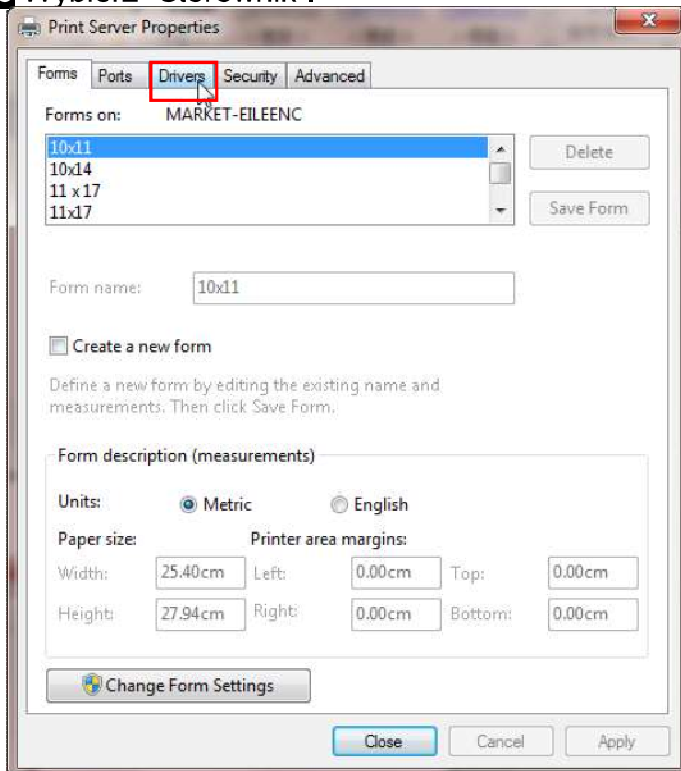 Print Server Properties
Forms Ports Drivers Security Advanced
Forms on: MARKET-EILEENC
10x11
10x14
11 x 17
11x17
Delete
Save Form
Form name: 10x11
Create a new form
Define a new form by editing the existing name and
measurements. Then click Save Form.
Form description (measurements)
Units: Metric English
Paper size: Printer area margins:
Width: 25.40cm Left: 0.00cm Top: 0.00cm
Height: 27.94cm Right: 0.00cm Bottom: 0.00cm
Change Form Settings
Close Cancel Apply